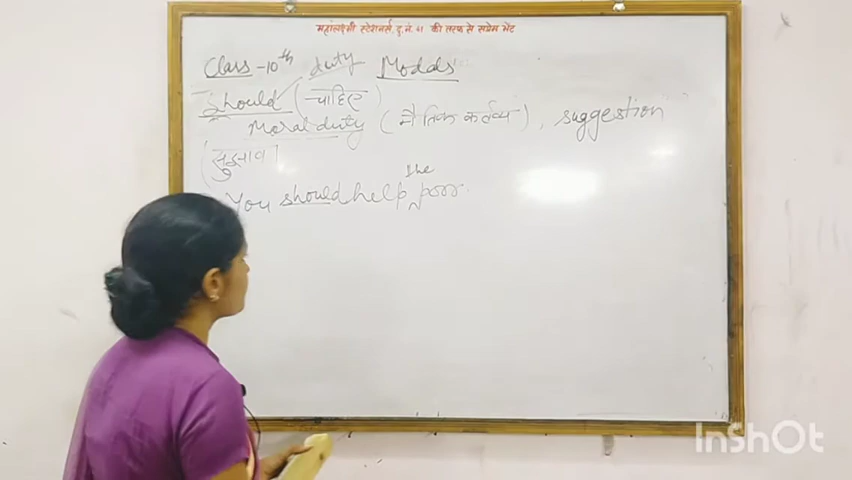 महालक्ष्मी स्टेशनर्स, दु. नं. 41 की तरफ से सप्रेम भेंट
Class-10th duty Modals
Should (चाहिए)
Moral duty (नैतिक कर्तव्य), suggestion
(सुझाव)
You should help the poor.
InShOt